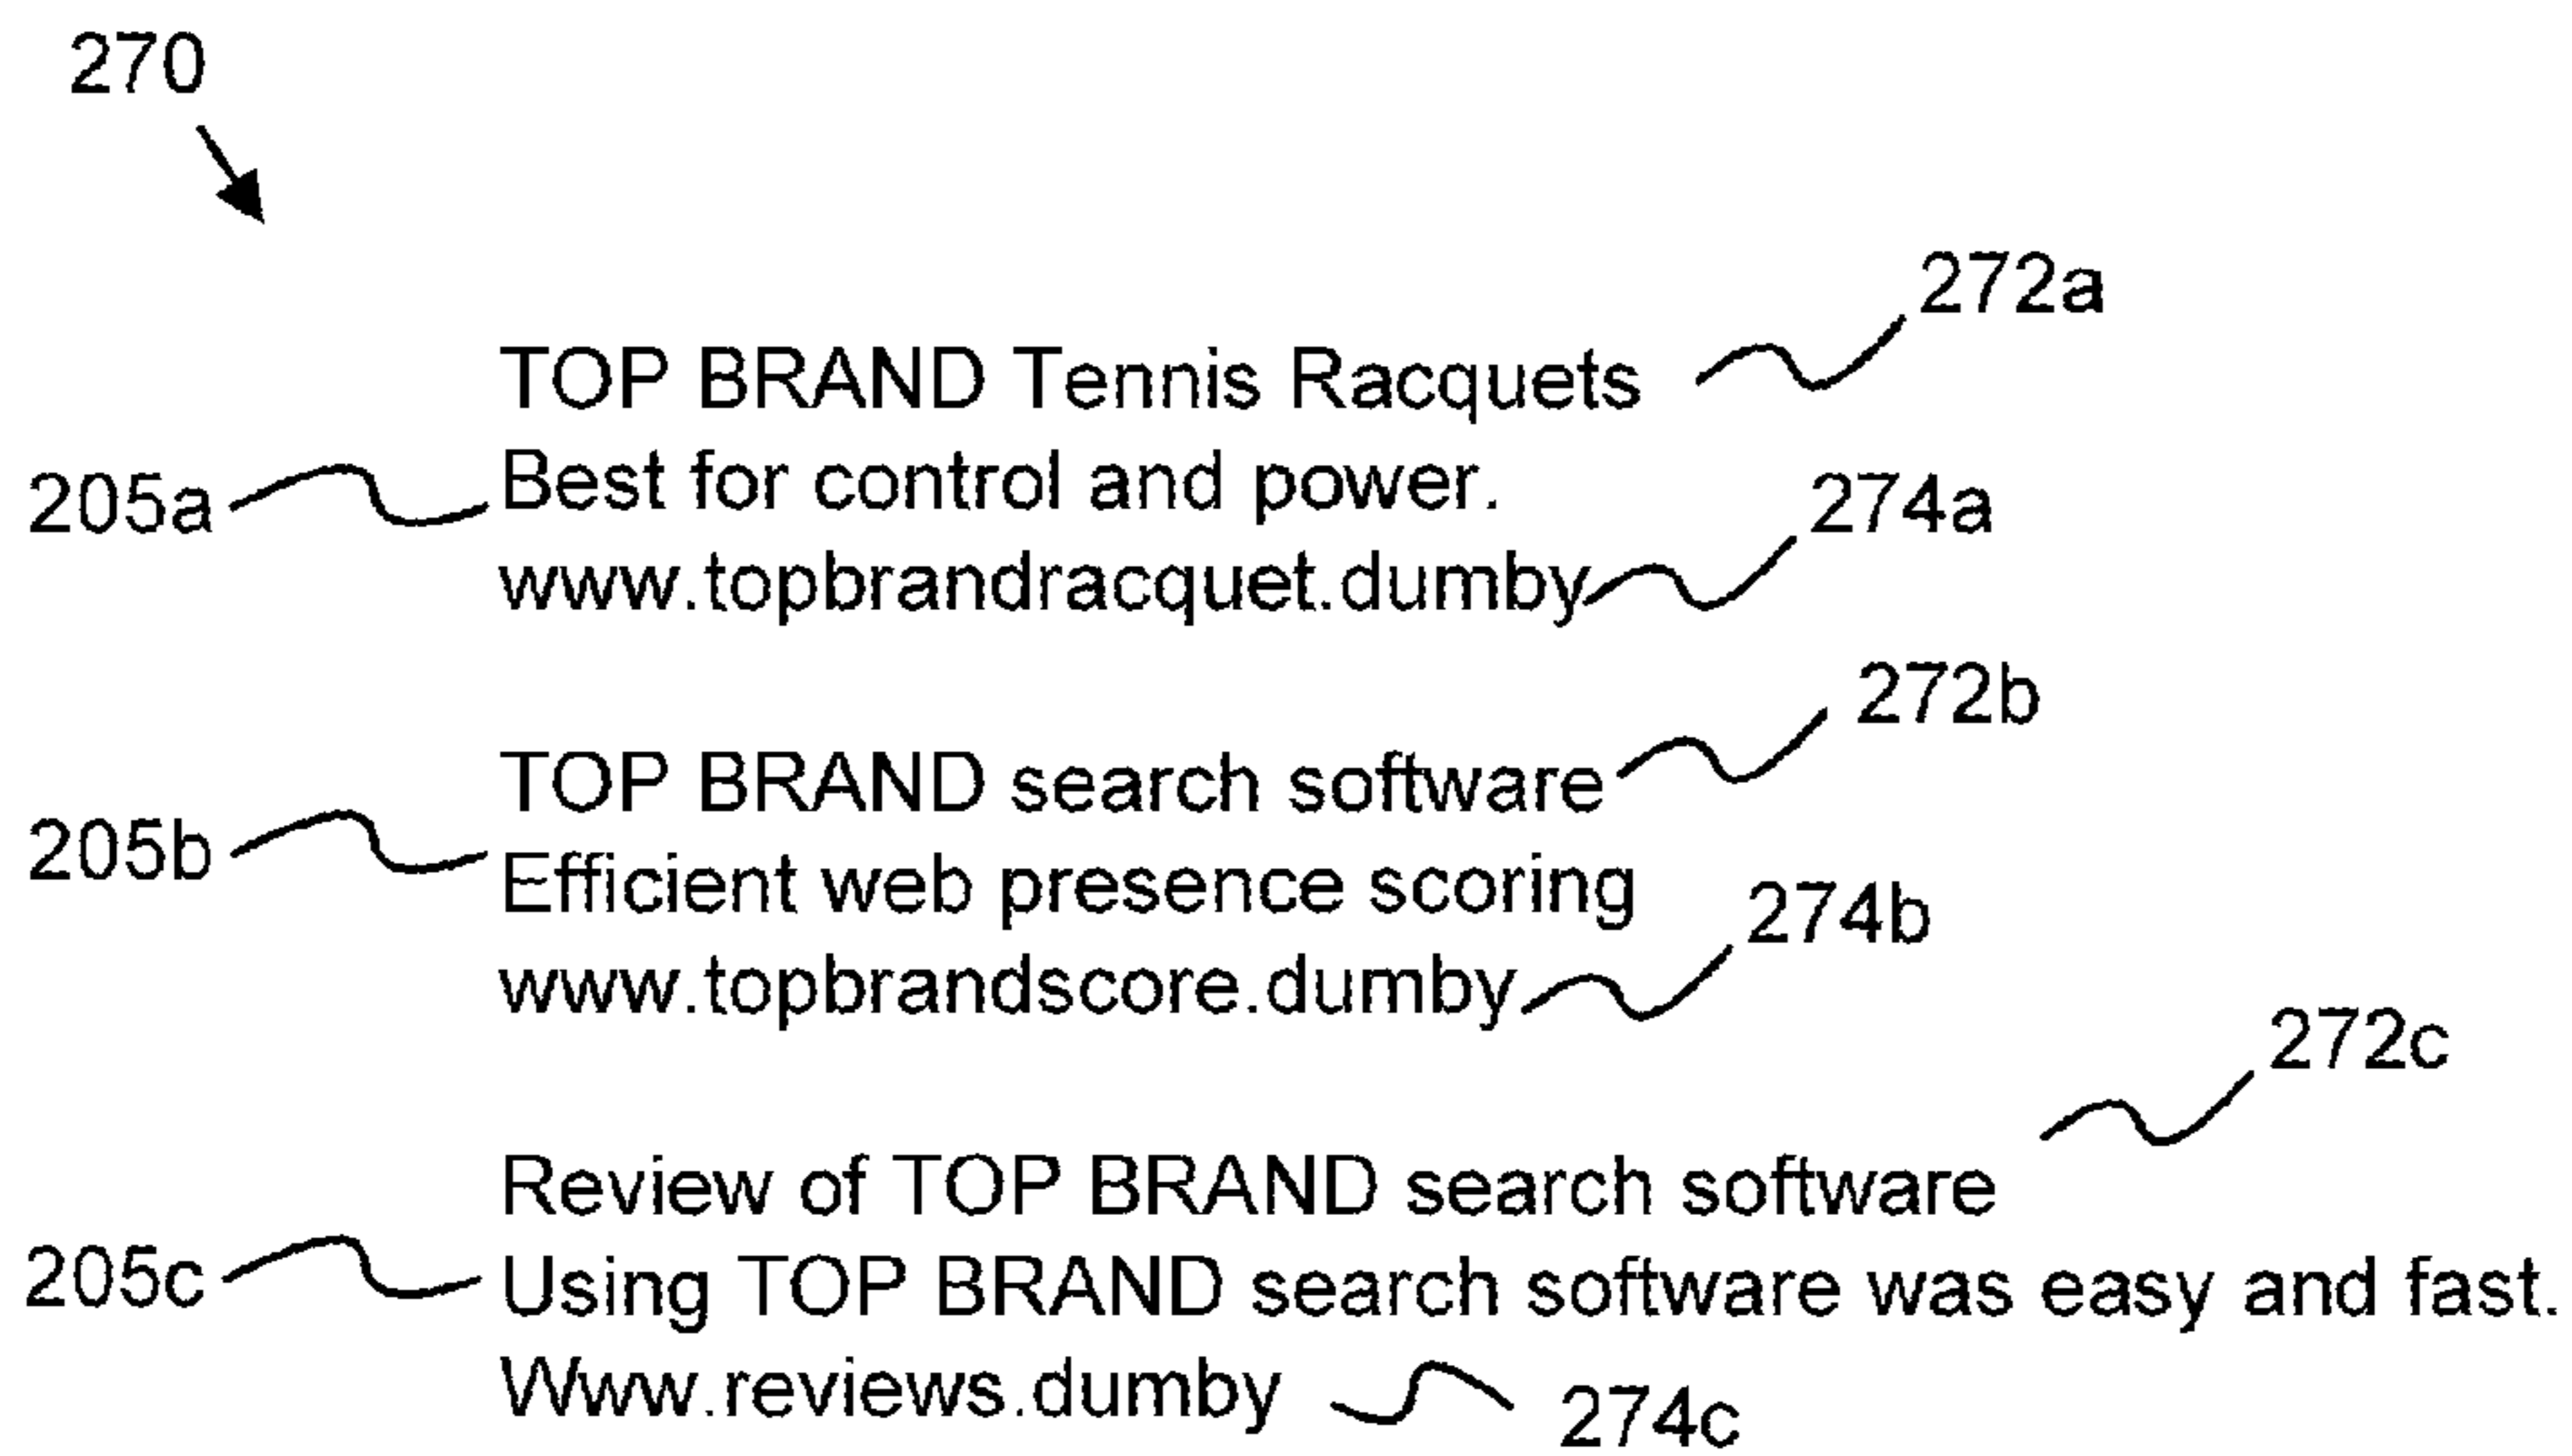 270
272a
TOP BRAND Tennis Racquets
205a Best for control and power.
274a
www.topbrandracquet.dumby
272b
TOP BRAND search software
205b Efficient web presence scoring
274b
www.topbrandscore.dumby
272c
Review of TOP BRAND search software
205c Using TOP BRAND search software was easy and fast.
Www.reviews.dumby 274c